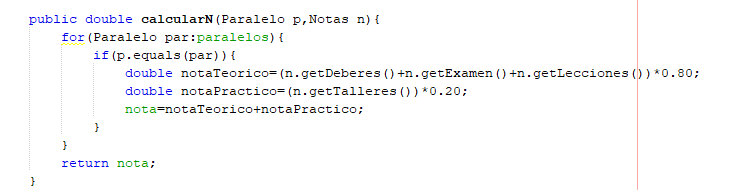 public double calcularN(Paralelo p,Notas n){
for(Paralelo par:paralelos){
if(p.equals(par)){
double notaTeorico=(n.getDeberes()+n.getExamen()+n.getLecciones())*0.80;
double notaPractico=(n.getTalleres())*0.20;
nota=notaTeorico+notaPractico;
}
}
return nota;
}